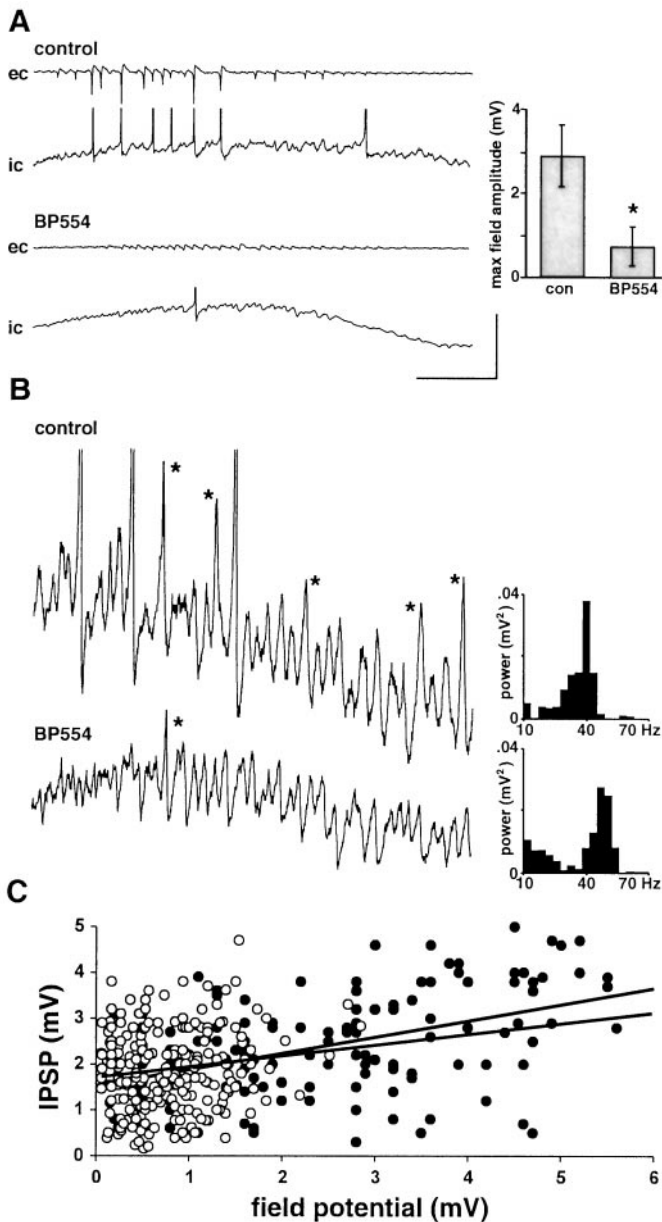 A
control
ec
ic
BP554
ec
ic
max field amplitude (mV)
4
2
0
*
con
BP554
B
control
*
*
*
*
*
BP554
*
power (mV²)
.04
0
10
40
70 Hz
power (mV²)
.04
0
10
40
70 Hz
C
IPSP (mV)
5
4
3
2
1
0
0
1
2
3
4
5
6
field potential (mV)